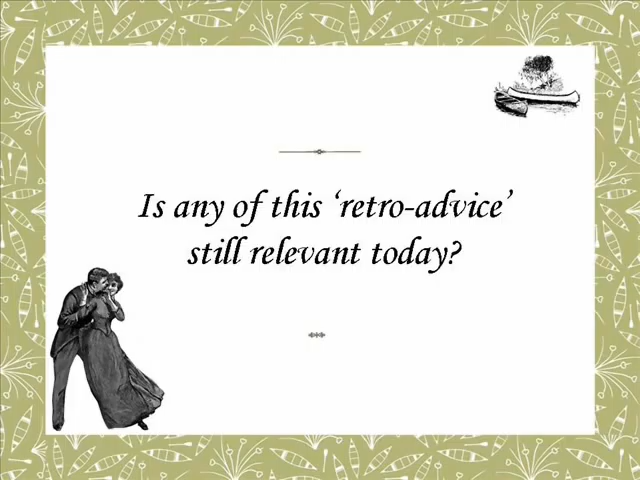 Is any of this ‘retro-advice’
still relevant today?